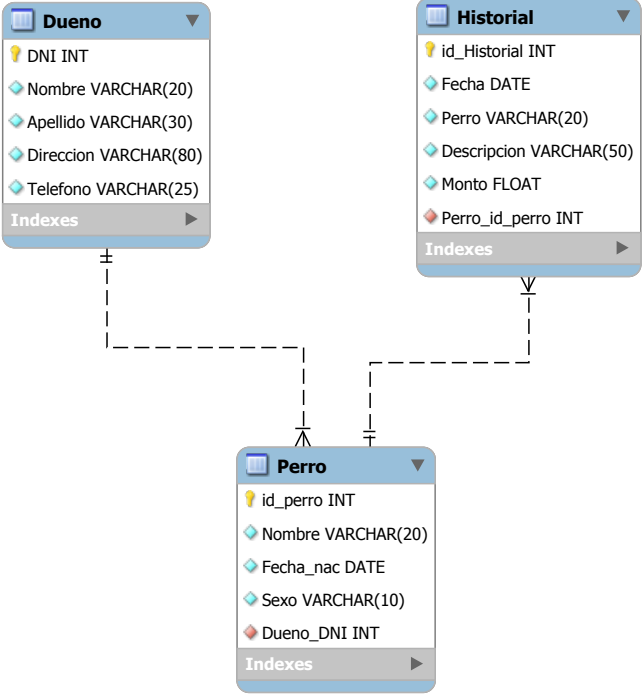 Dueno
DNI INT
Nombre VARCHAR(20)
Apellido VARCHAR(30)
Direccion VARCHAR(80)
Telefono VARCHAR(25)
Indexes
Historial
id_Historial INT
Fecha DATE
Perro VARCHAR(20)
Descripcion VARCHAR(50)
Monto FLOAT
Perro_id_perro INT
Indexes
Perro
id_perro INT
Nombre VARCHAR(20)
Fecha_nac DATE
Sexo VARCHAR(10)
Dueno_DNI INT
Indexes